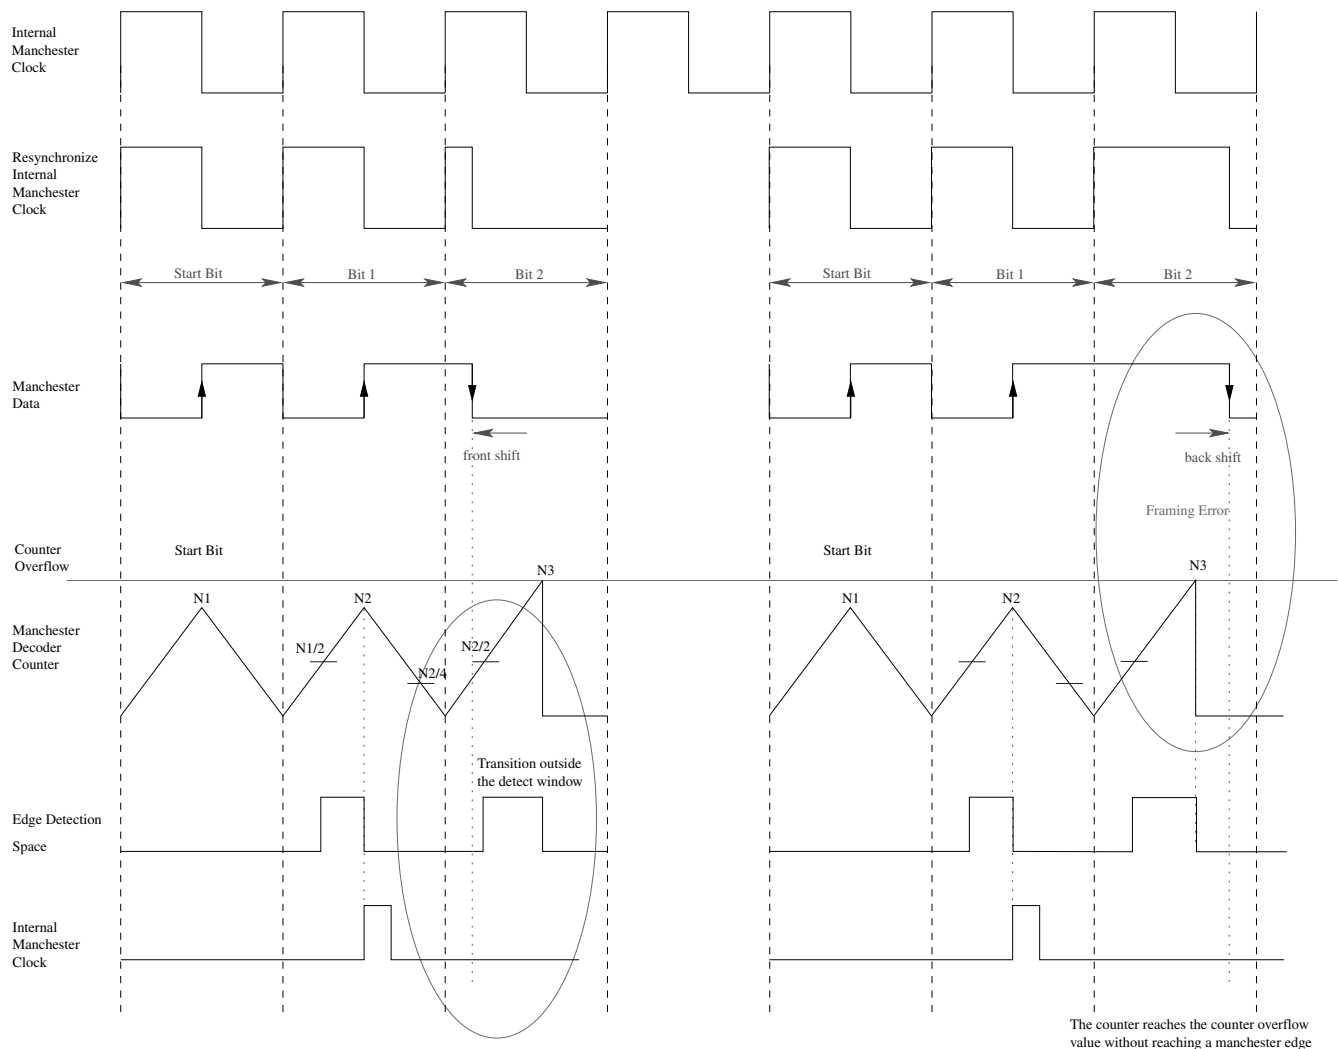 Internal
Manchester
Clock
Resynchronize
Internal
Manchester
Clock
Start Bit
Bit 1
Bit 2
Start Bit
Bit 1
Bit 2
Manchester
Data
front shift
back shift
Framing Error
Counter
Overflow
Start Bit
Start Bit
N3
N3
N1
N2
N1
N2
Manchester
Decoder
Counter
N1/2
N2/4
N2/2
Transition outside
the detect window
Edge Detection
Space
Internal
Manchester
Clock
The counter reaches the counter overflow
value without reaching a manchester edge